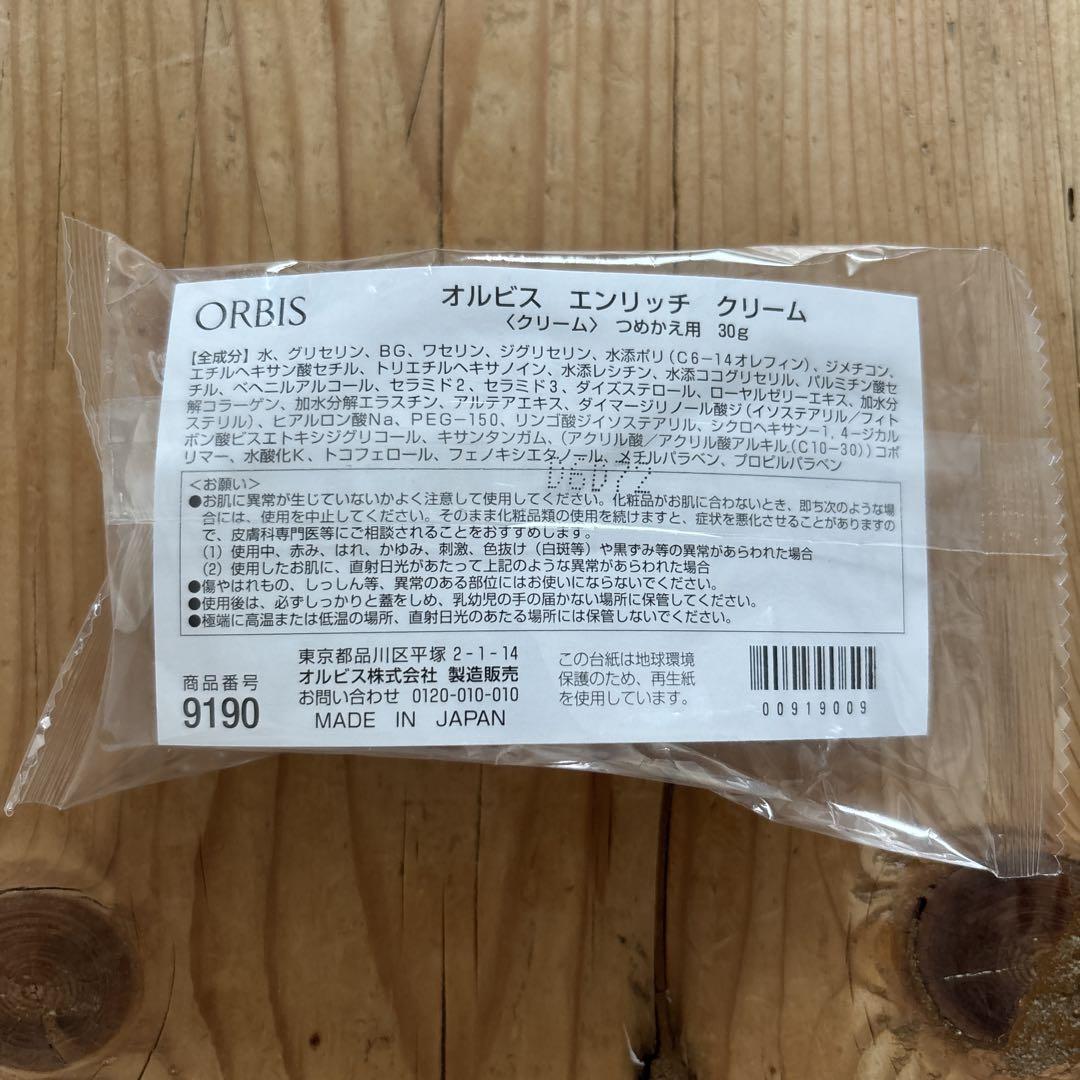 ORBIS
オルビス エンリッチ クリーム
〈クリーム〉 つめかえ用 30g
【全成分】水、グリセリン、BG、ワセリン、ジグリセリン、水添ポリ(C6-14オレフィン)、ジメチコン、
エチルヘキサン酸セチル、トリエチルヘキサノイン、水添レシチン、水添ココグリセリル、パルミチン酸セ
チル、ベヘニルアルコール、セラミド2、セラミド3、ダイズステロール、ローヤルゼリーエキス、加水分
解コラーゲン、加水分解エラスチン、アルテアエキス、ダイマージリノール酸ジ(イソステアリル/フィト
ステリル)、ヒアルロン酸Na、PEG-150、リンゴ酸ジイソステアリル、シクロヘキサン-1,4-ジカル
ボン酸ビスエトキシジグリコール、キサンタンガム、(アクリル酸/アクリル酸アルキル(C10-30))コポ
リマー、水酸化K、トコフェロール、フェノキシエタノール、メチルパラベン、プロピルパラベン
<お願い>
●お肌に異常が生じていないかよく注意して使用してください。化粧品がお肌に合わないとき、即ち次のような場
合には、使用を中止してください。そのまま化粧品類の使用を続けますと、症状を悪化させることがありますの
で、皮膚科専門医等にご相談されることをおすすめします。
(1)使用中、赤み、はれ、かゆみ、刺激、色抜け(白斑等)や黒ずみ等の異常があらわれた場合
(2)使用したお肌に、直射日光があたって上記のような異常があらわれた場合
●傷やはれもの、しっしん等、異常のある部位にはお使いにならないでください。
●使用後は、必ずしっかりと蓋をしめ、乳幼児の手の届かない場所に保管してください。
●極端に高温または低温の場所、直射日光のあたる場所には保管しないでください。
商品番号
9190
東京都品川区平塚2-1-14
オルビス株式会社 製造販売
お問い合わせ 0120-010-010
MADE IN JAPAN
この台紙は地球環境
保護のため、再生紙
を使用しています。
00919009